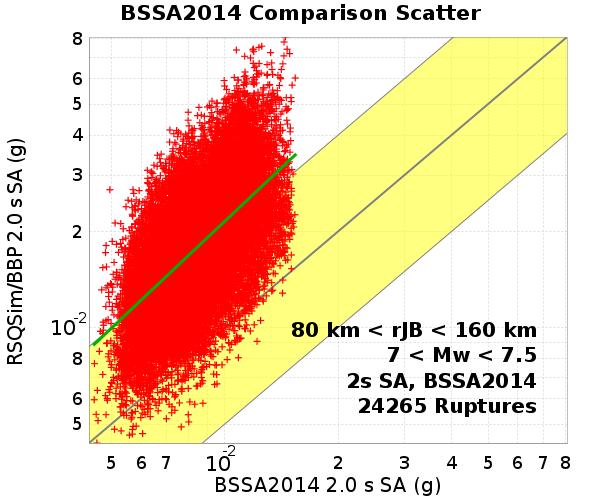 BSSA2014 Comparison Scatter
8
6
5
4
3
2
10-2
8
6
5
RSQSim/BBP 2.0 s SA (g)
80 km < rJB < 160 km
7 < Mw < 7.5
2s SA, BSSA2014
24265 Ruptures
5 6 7 10-2 2 3 4 5 6 7 8
BSSA2014 2.0 s SA (g)